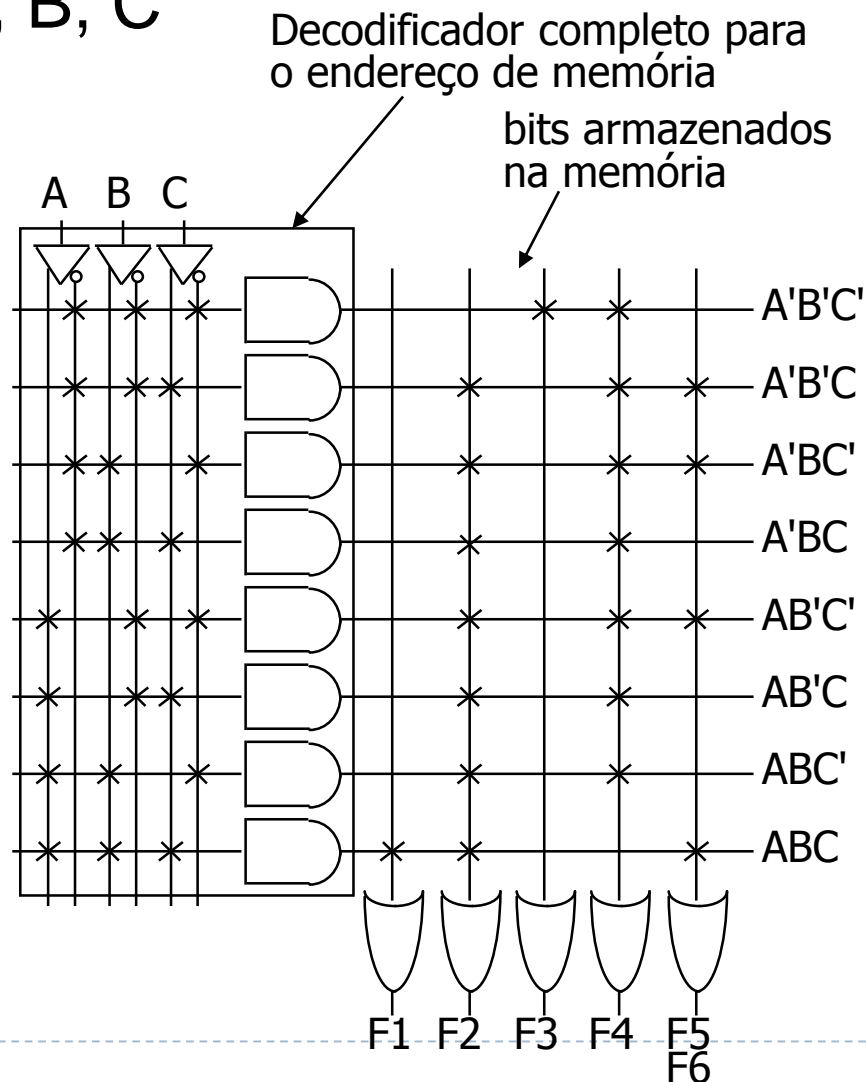 , B, C
Decodificador completo para
o endereço de memória
bits armazenados
na memória
A B C
A'B'C'
A'B'C
A'BC'
A'BC
AB'C'
AB'C
ABC'
ABC
F1 F2 F3 F4 F5
F6